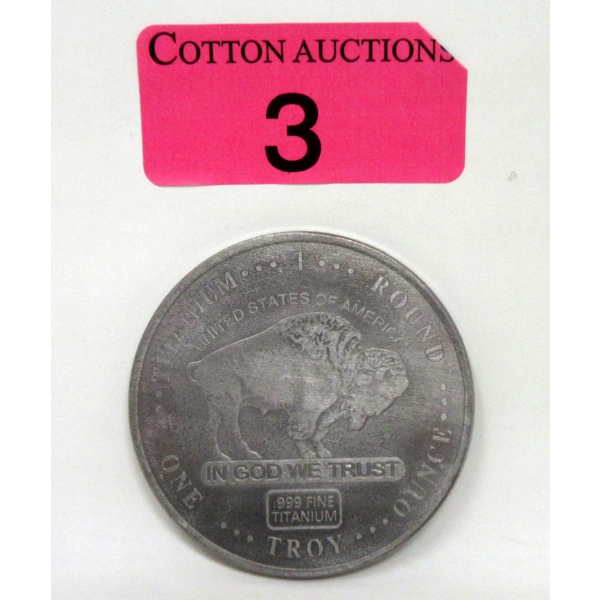 COTTON AUCTIONS
3
TITANIUM ... 1 ... ROUND
UNITED STATES OF AMERICA
IN GOD WE TRUST
.999 FINE
TITANIUM
ONE ... TROY ... OUNCE